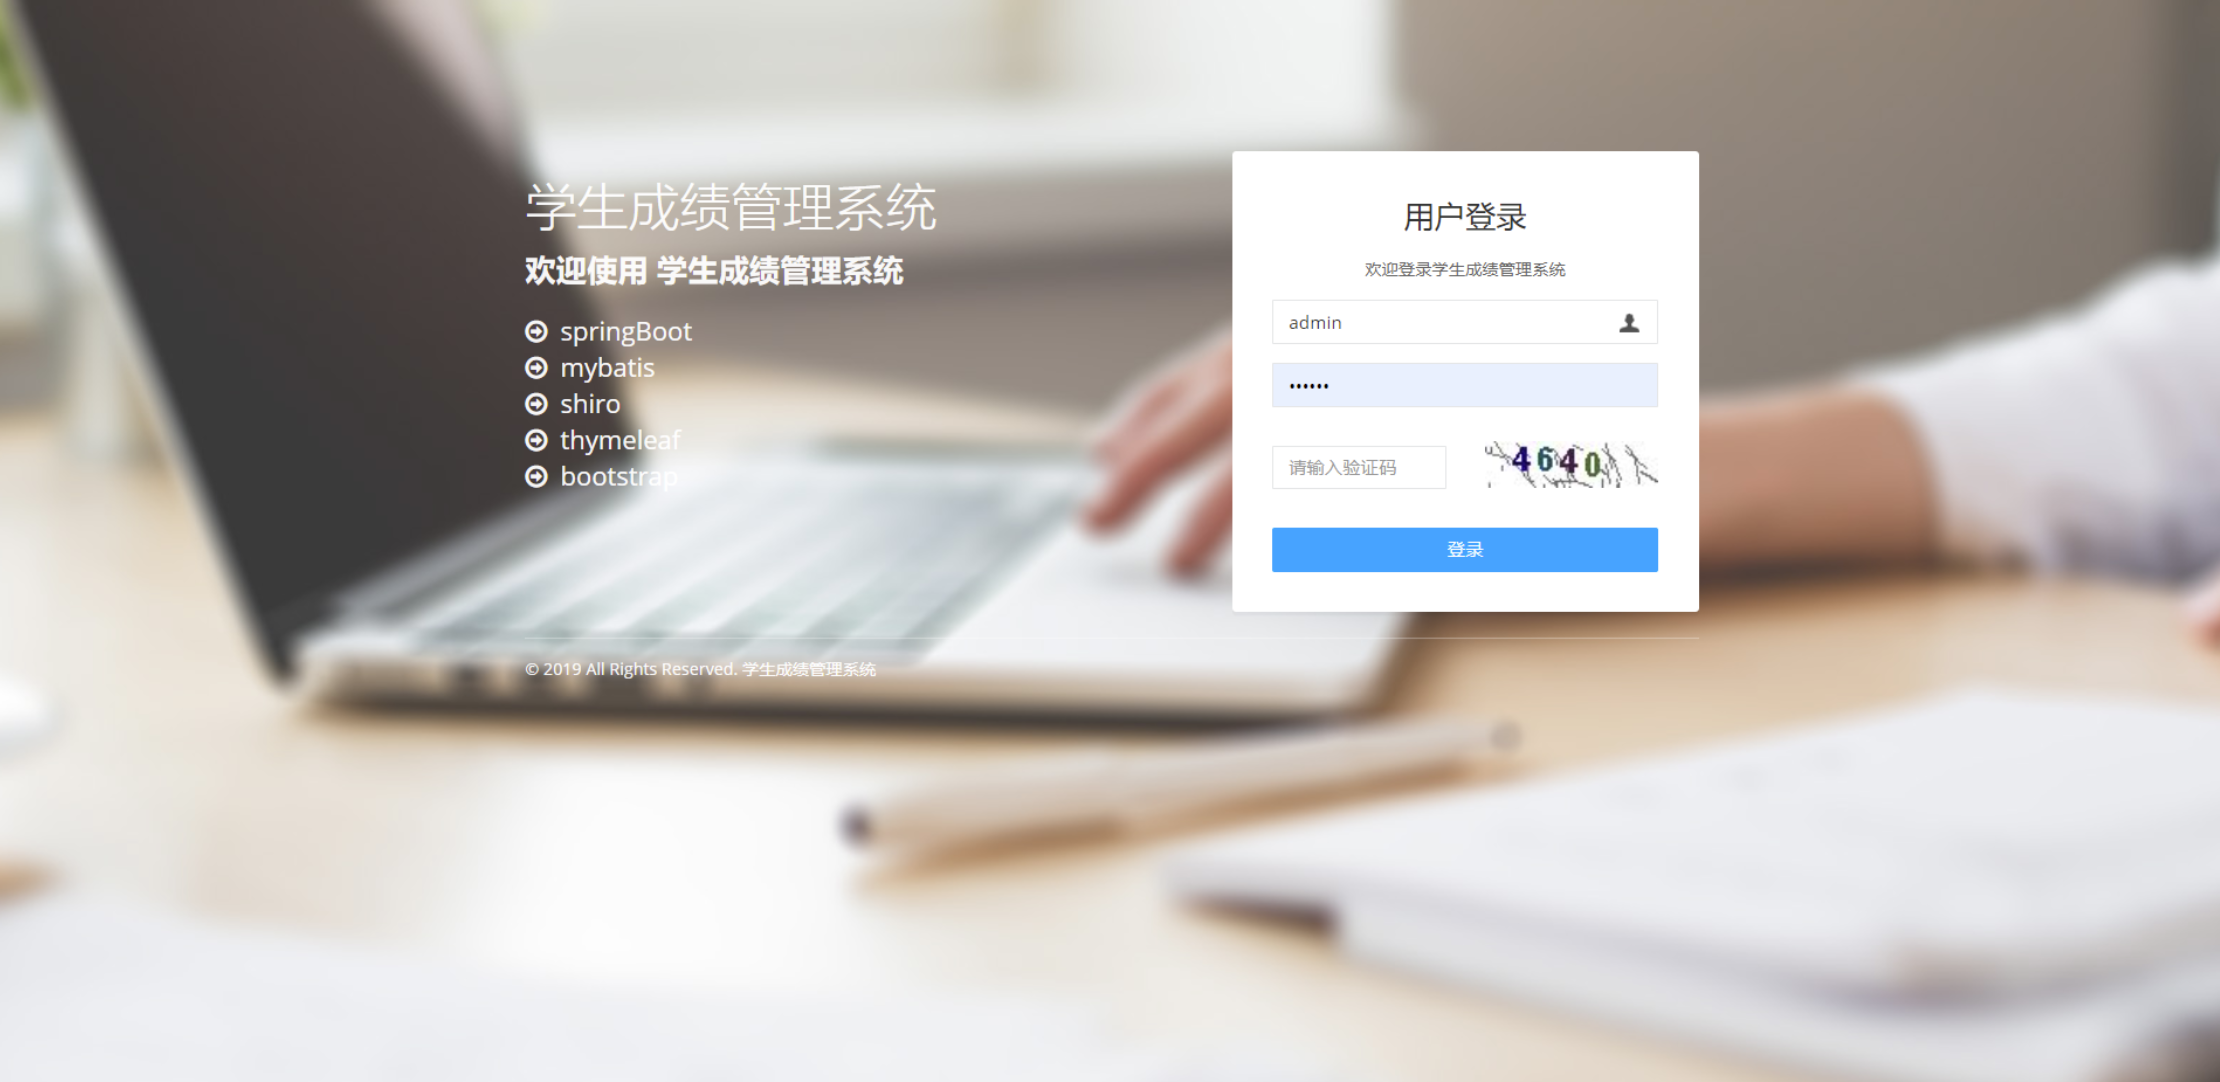 学生成绩管理系统
欢迎使用 学生成绩管理系统
springBoot
mybatis
shiro
thymeleaf
bootstrap
用户登录
欢迎登录学生成绩管理系统
admin
••••••
请输入验证码
4640
登录
© 2019 All Rights Reserved. 学生成绩管理系统